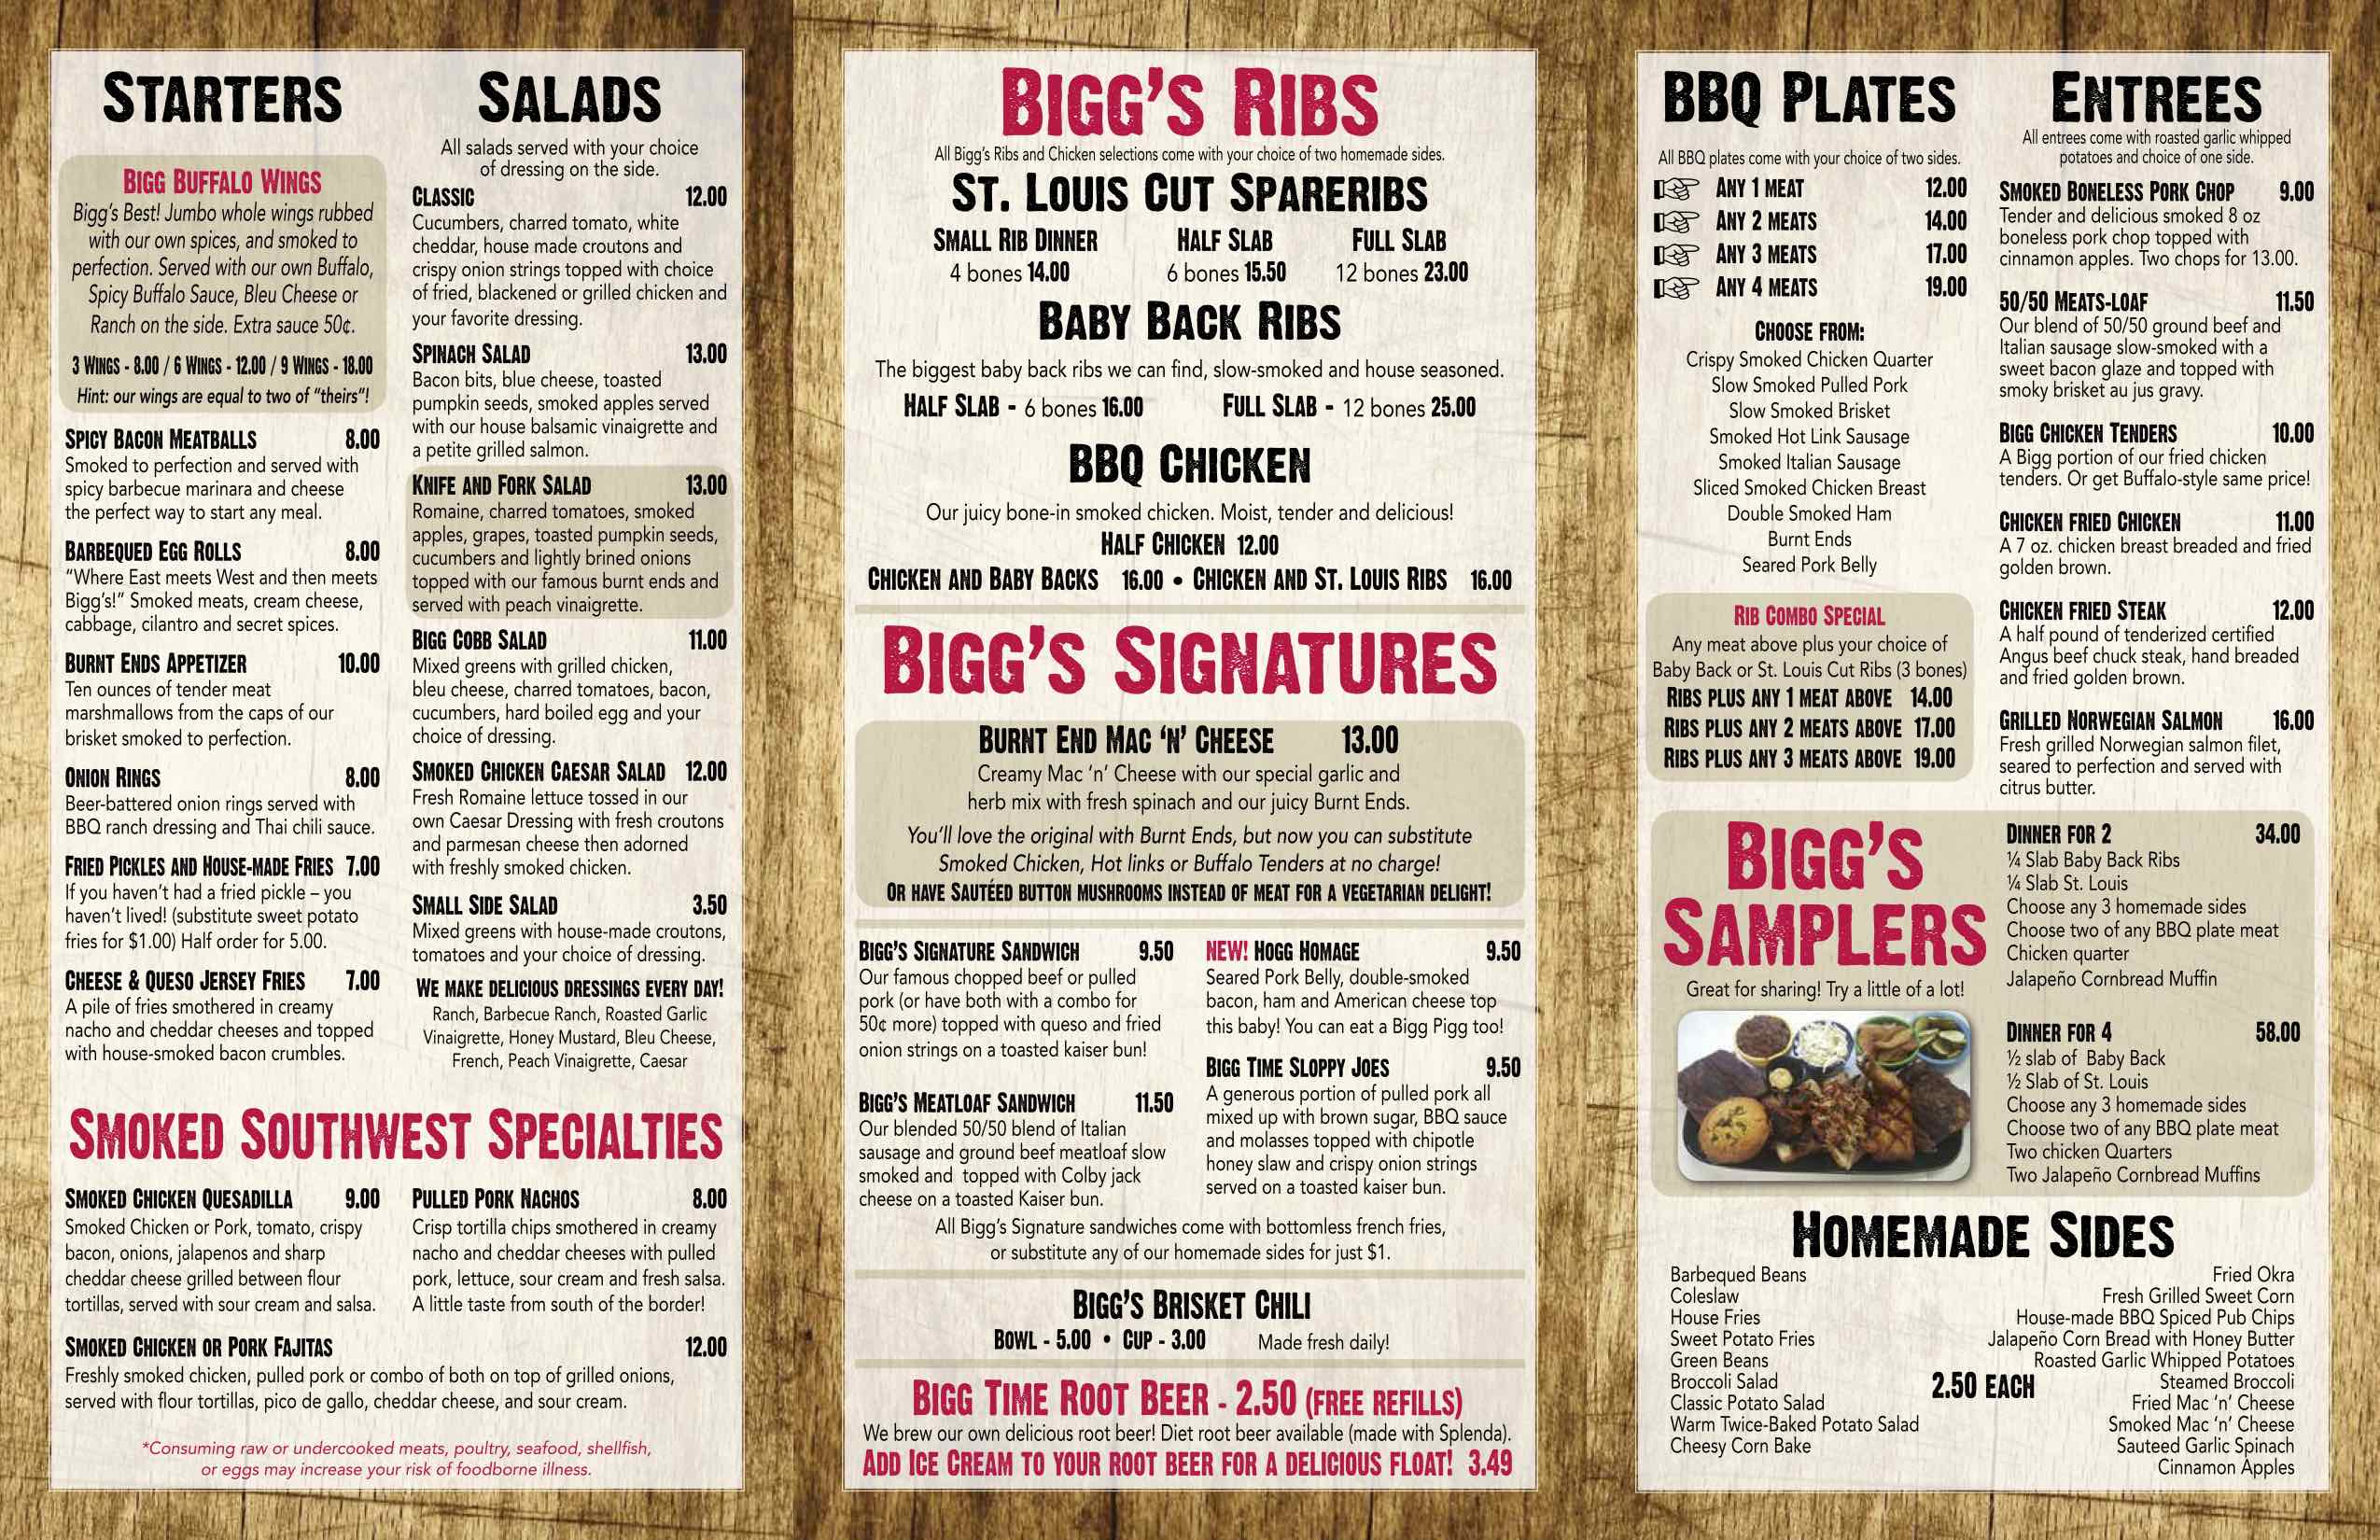 STARTERS
BIGG BUFFALO WINGS
Bigg's Best! Jumbo whole wings rubbed
with our own spices, and smoked to
perfection. Served with our own Buffalo,
Spicy Buffalo Sauce, Bleu Cheese or
Ranch on the side. Extra sauce 50¢.
3 WINGS - 8.00 / 6 WINGS - 12.00 / 9 WINGS - 18.00
Hint: our wings are equal to two of "theirs"!
SPICY BACON MEATBALLS 8.00
Smoked to perfection and served with
spicy barbecue marinara and cheese
the perfect way to start any meal.
BARBEQUED EGG ROLLS 8.00
"Where East meets West and then meets
Bigg's!" Smoked meats, cream cheese,
cabbage, cilantro and secret spices.
BURNT ENDS APPETIZER 10.00
Ten ounces of tender meat
marshmallows from the caps of our
brisket smoked to perfection.
ONION RINGS 8.00
Beer-battered onion rings served with
BBQ ranch dressing and Thai chili sauce.
FRIED PICKLES AND HOUSE-MADE FRIES 7.00
If you haven't had a fried pickle – you
haven't lived! (substitute sweet potato
fries for $1.00) Half order for 5.00.
CHEESE & QUESO JERSEY FRIES 7.00
A pile of fries smothered in creamy
nacho and cheddar cheeses and topped
with house-smoked bacon crumbles.
SALADS
All salads served with your choice
of dressing on the side.
CLASSIC 12.00
Cucumbers, charred tomato, white
cheddar, house made croutons and
crispy onion strings topped with choice
of fried, blackened or grilled chicken and
your favorite dressing.
SPINACH SALAD 13.00
Bacon bits, blue cheese, toasted
pumpkin seeds, smoked apples served
with our house balsamic vinaigrette and
a petite grilled salmon.
KNIFE AND FORK SALAD 13.00
Romaine, charred tomatoes, smoked
apples, grapes, toasted pumpkin seeds,
cucumbers and lightly brined onions
topped with our famous burnt ends and
served with peach vinaigrette.
BIGG COBB SALAD 11.00
Mixed greens with grilled chicken,
bleu cheese, charred tomatoes, bacon,
cucumbers, hard boiled egg and your
choice of dressing.
SMOKED CHICKEN CAESAR SALAD 12.00
Fresh Romaine lettuce tossed in our
own Caesar Dressing with fresh croutons
and parmesan cheese then adorned
with freshly smoked chicken.
SMALL SIDE SALAD 3.50
Mixed greens with house-made croutons,
tomatoes and your choice of dressing.
WE MAKE DELICIOUS DRESSINGS EVERY DAY!
Ranch, Barbecue Ranch, Roasted Garlic
Vinaigrette, Honey Mustard, Bleu Cheese,
French, Peach Vinaigrette, Caesar
SMOKED SOUTHWEST SPECIALTIES
SMOKED CHICKEN QUESADILLA 9.00
Smoked Chicken or Pork, tomato, crispy
bacon, onions, jalapenos and sharp
cheddar cheese grilled between flour
tortillas, served with sour cream and salsa.
PULLED PORK NACHOS 8.00
Crisp tortilla chips smothered in creamy
nacho and cheddar cheeses with pulled
pork, lettuce, sour cream and fresh salsa.
A little taste from south of the border!
SMOKED CHICKEN OR PORK FAJITAS 12.00
Freshly smoked chicken, pulled pork or combo of both on top of grilled onions,
served with flour tortillas, pico de gallo, cheddar cheese, and sour cream.
*Consuming raw or undercooked meats, poultry, seafood, shellfish,
or eggs may increase your risk of foodborne illness.
BIGG'S RIBS
All Bigg's Ribs and Chicken selections come with your choice of two homemade sides.
ST. LOUIS CUT SPARERIBS
SMALL RIB DINNER HALF SLAB FULL SLAB
4 bones 14.00 6 bones 15.50 12 bones 23.00
BABY BACK RIBS
The biggest baby back ribs we can find, slow-smoked and house seasoned.
HALF SLAB - 6 bones 16.00 FULL SLAB - 12 bones 25.00
BBQ CHICKEN
Our juicy bone-in smoked chicken. Moist, tender and delicious!
HALF CHICKEN 12.00
CHICKEN AND BABY BACKS 16.00 • CHICKEN AND ST. LOUIS RIBS 16.00
BIGG'S SIGNATURES
BURNT END MAC 'N' CHEESE 13.00
Creamy Mac 'n' Cheese with our special garlic and
herb mix with fresh spinach and our juicy Burnt Ends.
You'll love the original with Burnt Ends, but now you can substitute
Smoked Chicken, Hot links or Buffalo Tenders at no charge!
OR HAVE SAUTÉED BUTTON MUSHROOMS INSTEAD OF MEAT FOR A VEGETARIAN DELIGHT!
BIGG'S SIGNATURE SANDWICH 9.50
Our famous chopped beef or pulled
pork (or have both with a combo for
50¢ more) topped with queso and fried
onion strings on a toasted kaiser bun!
BIGG'S MEATLOAF SANDWICH 11.50
Our blended 50/50 blend of Italian
sausage and ground beef meatloaf slow
smoked and topped with Colby jack
cheese on a toasted Kaiser bun.
NEW! HOGG HOMAGE 9.50
Seared Pork Belly, double-smoked
bacon, ham and American cheese top
this baby! You can eat a Bigg Pigg too!
BIGG TIME SLOPPY JOES 9.50
A generous portion of pulled pork all
mixed up with brown sugar, BBQ sauce
and molasses topped with chipotle
honey slaw and crispy onion strings
served on a toasted kaiser bun.
All Bigg's Signature sandwiches come with bottomless french fries,
or substitute any of our homemade sides for just $1.
BIGG'S BRISKET CHILI
BOWL - 5.00 • CUP - 3.00 Made fresh daily!
BIGG TIME ROOT BEER - 2.50 (FREE REFILLS)
We brew our own delicious root beer! Diet root beer available (made with Splenda).
ADD ICE CREAM TO YOUR ROOT BEER FOR A DELICIOUS FLOAT! 3.49
BBQ PLATES
All BBQ plates come with your choice of two sides.
ANY 1 MEAT 12.00
ANY 2 MEATS 14.00
ANY 3 MEATS 17.00
ANY 4 MEATS 19.00
CHOOSE FROM:
Crispy Smoked Chicken Quarter
Slow Smoked Pulled Pork
Slow Smoked Brisket
Smoked Hot Link Sausage
Smoked Italian Sausage
Sliced Smoked Chicken Breast
Double Smoked Ham
Burnt Ends
Seared Pork Belly
RIB COMBO SPECIAL
Any meat above plus your choice of
Baby Back or St. Louis Cut Ribs (3 bones)
RIBS PLUS ANY 1 MEAT ABOVE 14.00
RIBS PLUS ANY 2 MEATS ABOVE 17.00
RIBS PLUS ANY 3 MEATS ABOVE 19.00
ENTREES
All entrees come with roasted garlic whipped
potatoes and choice of one side.
SMOKED BONELESS PORK CHOP 9.00
Tender and delicious smoked 8 oz
boneless pork chop topped with
cinnamon apples. Two chops for 13.00.
50/50 MEATS-LOAF 11.50
Our blend of 50/50 ground beef and
Italian sausage slow-smoked with a
sweet bacon glaze and topped with
smoky brisket au jus gravy.
BIGG CHICKEN TENDERS 10.00
A Bigg portion of our fried chicken
tenders. Or get Buffalo-style same price!
CHICKEN FRIED CHICKEN 11.00
A 7 oz. chicken breast breaded and fried
golden brown.
CHICKEN FRIED STEAK 12.00
A half pound of tenderized certified
Angus beef chuck steak, hand breaded
and fried golden brown.
GRILLED NORWEGIAN SALMON 16.00
Fresh grilled Norwegian salmon filet,
seared to perfection and served with
citrus butter.
BIGG'S
SAMPLERS
Great for sharing! Try a little of a lot!
DINNER FOR 2 34.00
¼ Slab Baby Back Ribs
¼ Slab St. Louis
Choose any 3 homemade sides
Choose two of any BBQ plate meat
Chicken quarter
Jalapeño Cornbread Muffin
DINNER FOR 4 58.00
½ slab of Baby Back
½ Slab of St. Louis
Choose any 3 homemade sides
Choose two of any BBQ plate meat
Two chicken Quarters
Two Jalapeño Cornbread Muffins
HOMEMADE SIDES
Barbequed Beans
Coleslaw
House Fries
Sweet Potato Fries
Green Beans
Broccoli Salad
Classic Potato Salad
Warm Twice-Baked Potato Salad
Cheesy Corn Bake
2.50 EACH
Fried Okra
Fresh Grilled Sweet Corn
House-made BBQ Spiced Pub Chips
Jalapeño Corn Bread with Honey Butter
Roasted Garlic Whipped Potatoes
Steamed Broccoli
Fried Mac 'n' Cheese
Smoked Mac 'n' Cheese
Sauteed Garlic Spinach
Cinnamon Apples